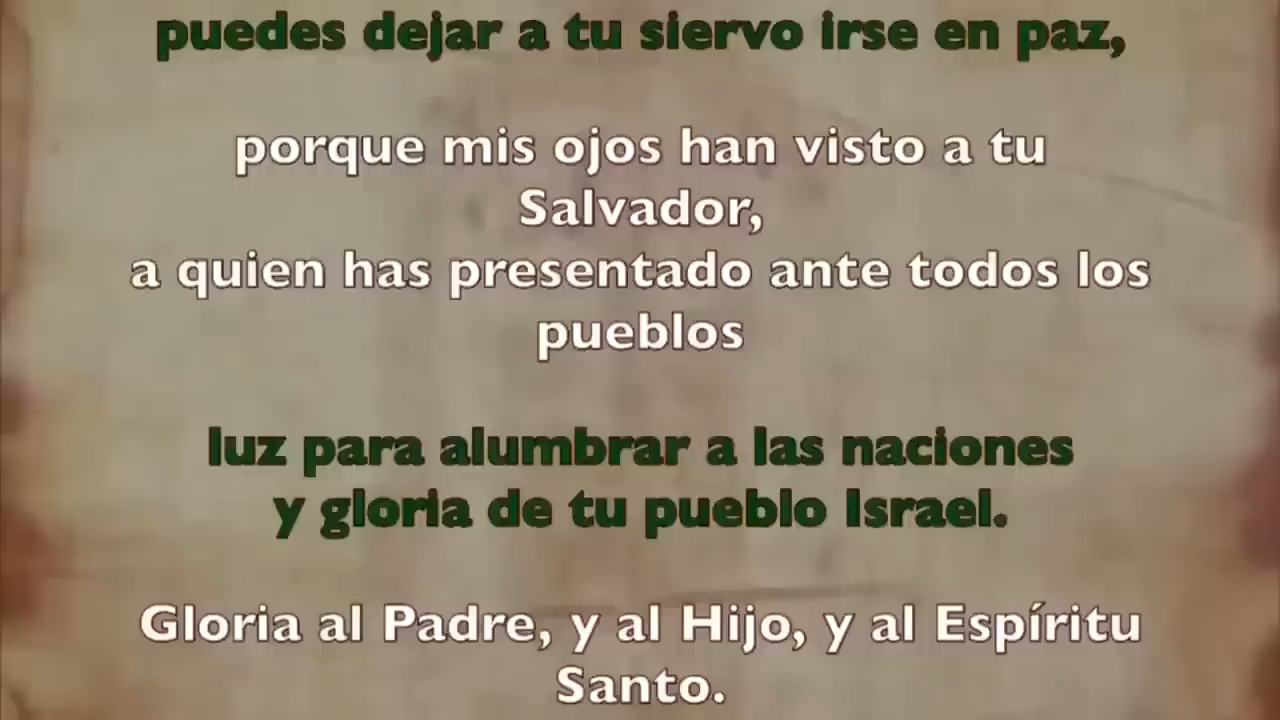 puedes dejar a tu siervo irse en paz,
porque mis ojos han visto a tu
Salvador,
a quien has presentado ante todos los
pueblos
luz para alumbrar a las naciones
y gloria de tu pueblo Israel.
Gloria al Padre, y al Hijo, y al Espíritu
Santo.